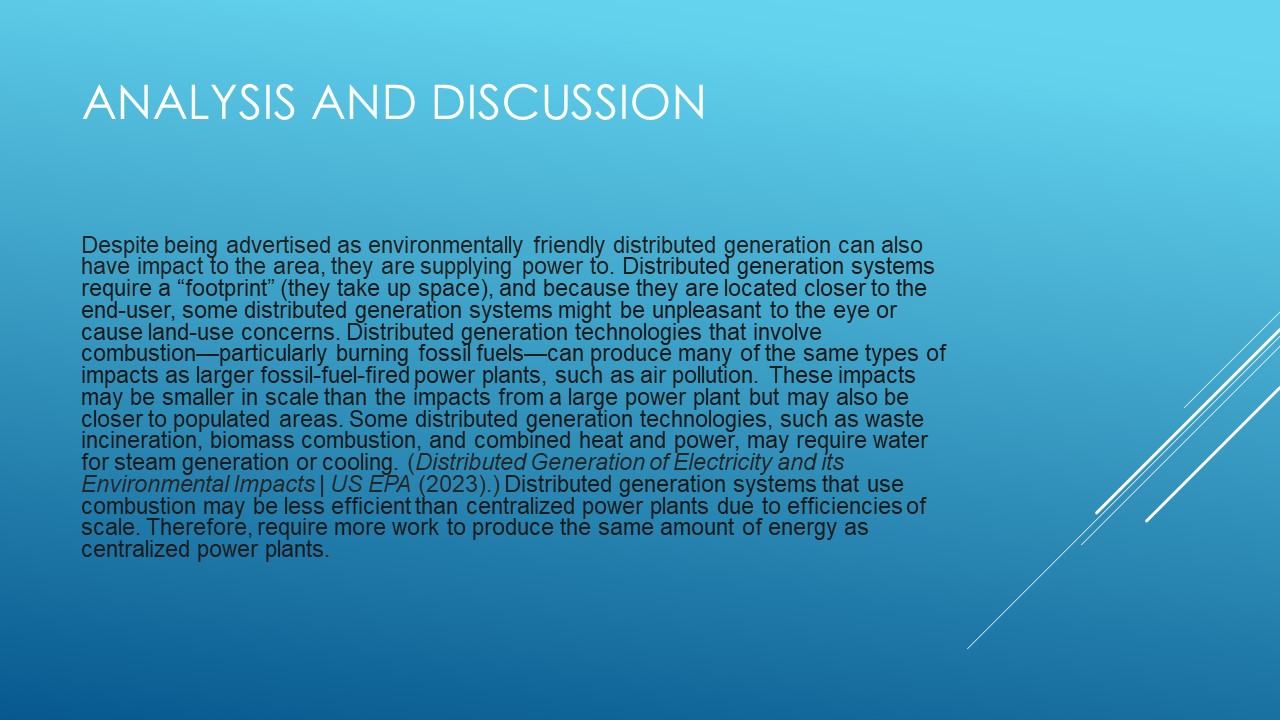 ANALYSIS AND DISCUSSION
Despite being advertised as environmentally friendly distributed generation can also
have impact to the area, they are supplying power to. Distributed generation systems
require a “footprint” (they take up space), and because they are located closer to the
end-user, some distributed generation systems might be unpleasant to the eye or
cause land-use concerns. Distributed generation technologies that involve
combustion—particularly burning fossil fuels—can produce many of the same types of
impacts as larger fossil-fuel-fired power plants, such as air pollution. These impacts
may be smaller in scale than the impacts from a large power plant but may also be
closer to populated areas. Some distributed generation technologies, such as waste
incineration, biomass combustion, and combined heat and power, may require water
for steam generation or cooling. (Distributed Generation of Electricity and its
Environmental Impacts | US EPA (2023).) Distributed generation systems that use
combustion may be less efficient than centralized power plants due to efficiencies of
scale. Therefore, require more work to produce the same amount of energy as
centralized power plants.